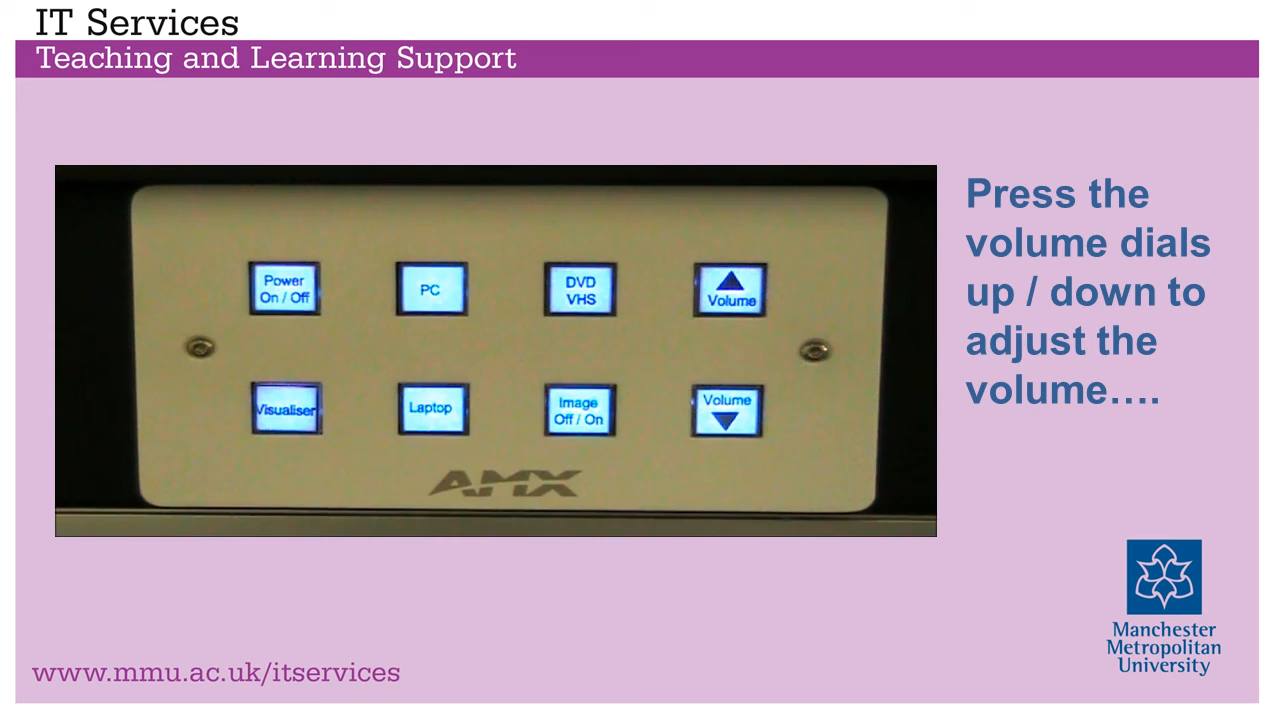 IT Services
Teaching and Learning Support
Power
On / Off
PC
DVD
VHS
Volume
Visualiser
Laptop
Image
Off / On
Volume
AMX
Press the
volume dials
up / down to
adjust the
volume....
Manchester
Metropolitan
University
www.mmu.ac.uk/itservices